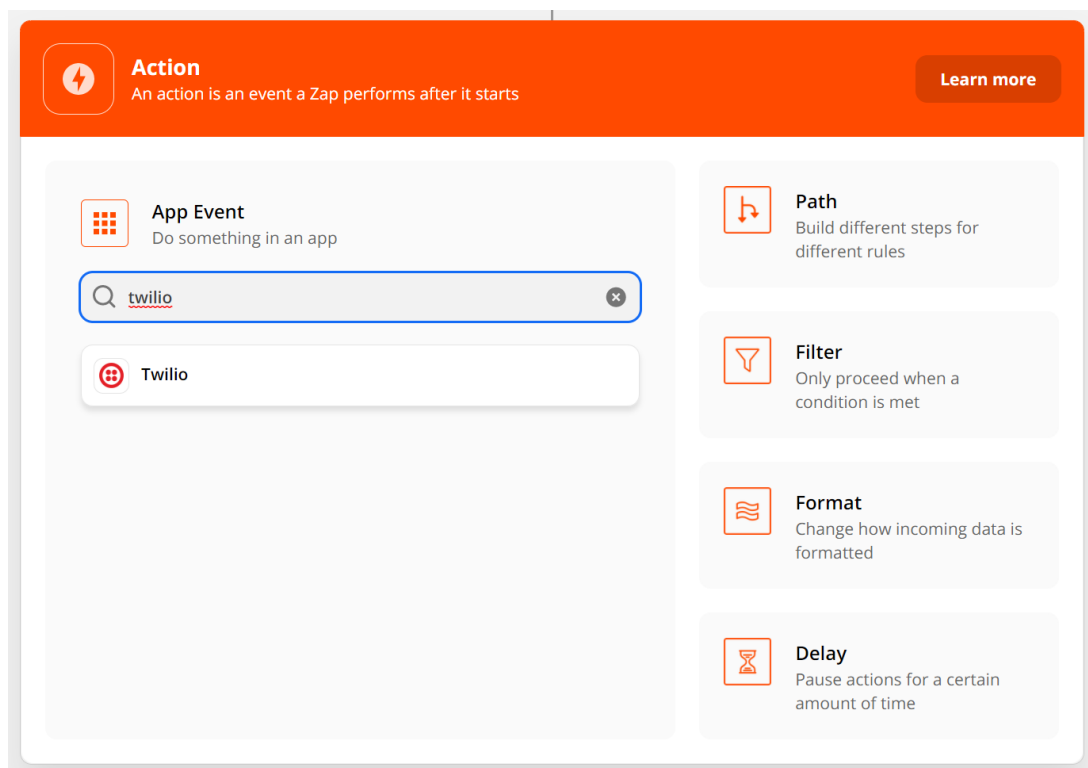 Action
An action is an event a Zap performs after it starts
Learn more
App Event
Do something in an app
twilio
Twilio
Path
Build different steps for
different rules
Filter
Only proceed when a
condition is met
Format
Change how incoming data is
formatted
Delay
Pause actions for a certain
amount of time